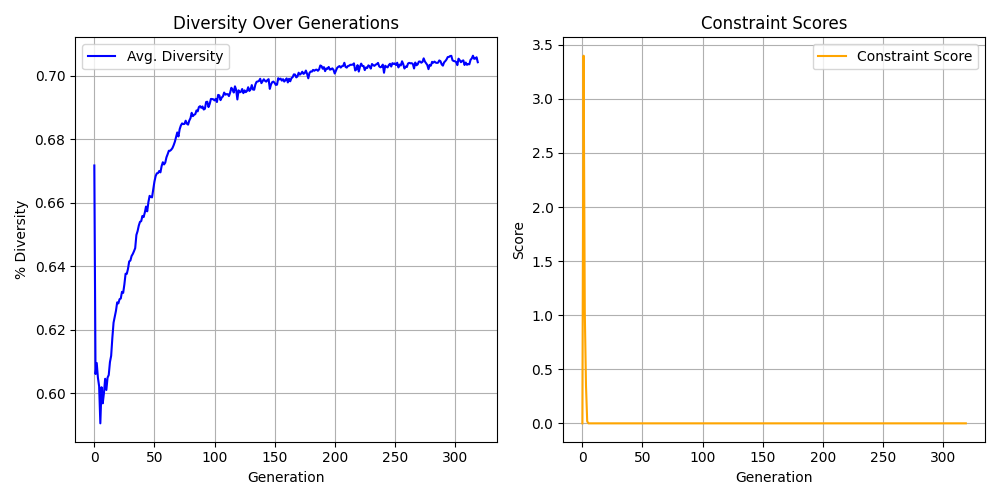 Diversity Over Generations
Avg. Diversity
0.70
0.68
0.66
0.64
0.62
0.60
% Diversity
0 50 100 150 200 250 300
Generation
Constraint Scores
Constraint Score
3.5
3.0
2.5
2.0
1.5
1.0
0.5
0.0
Score
0 50 100 150 200 250 300
Generation